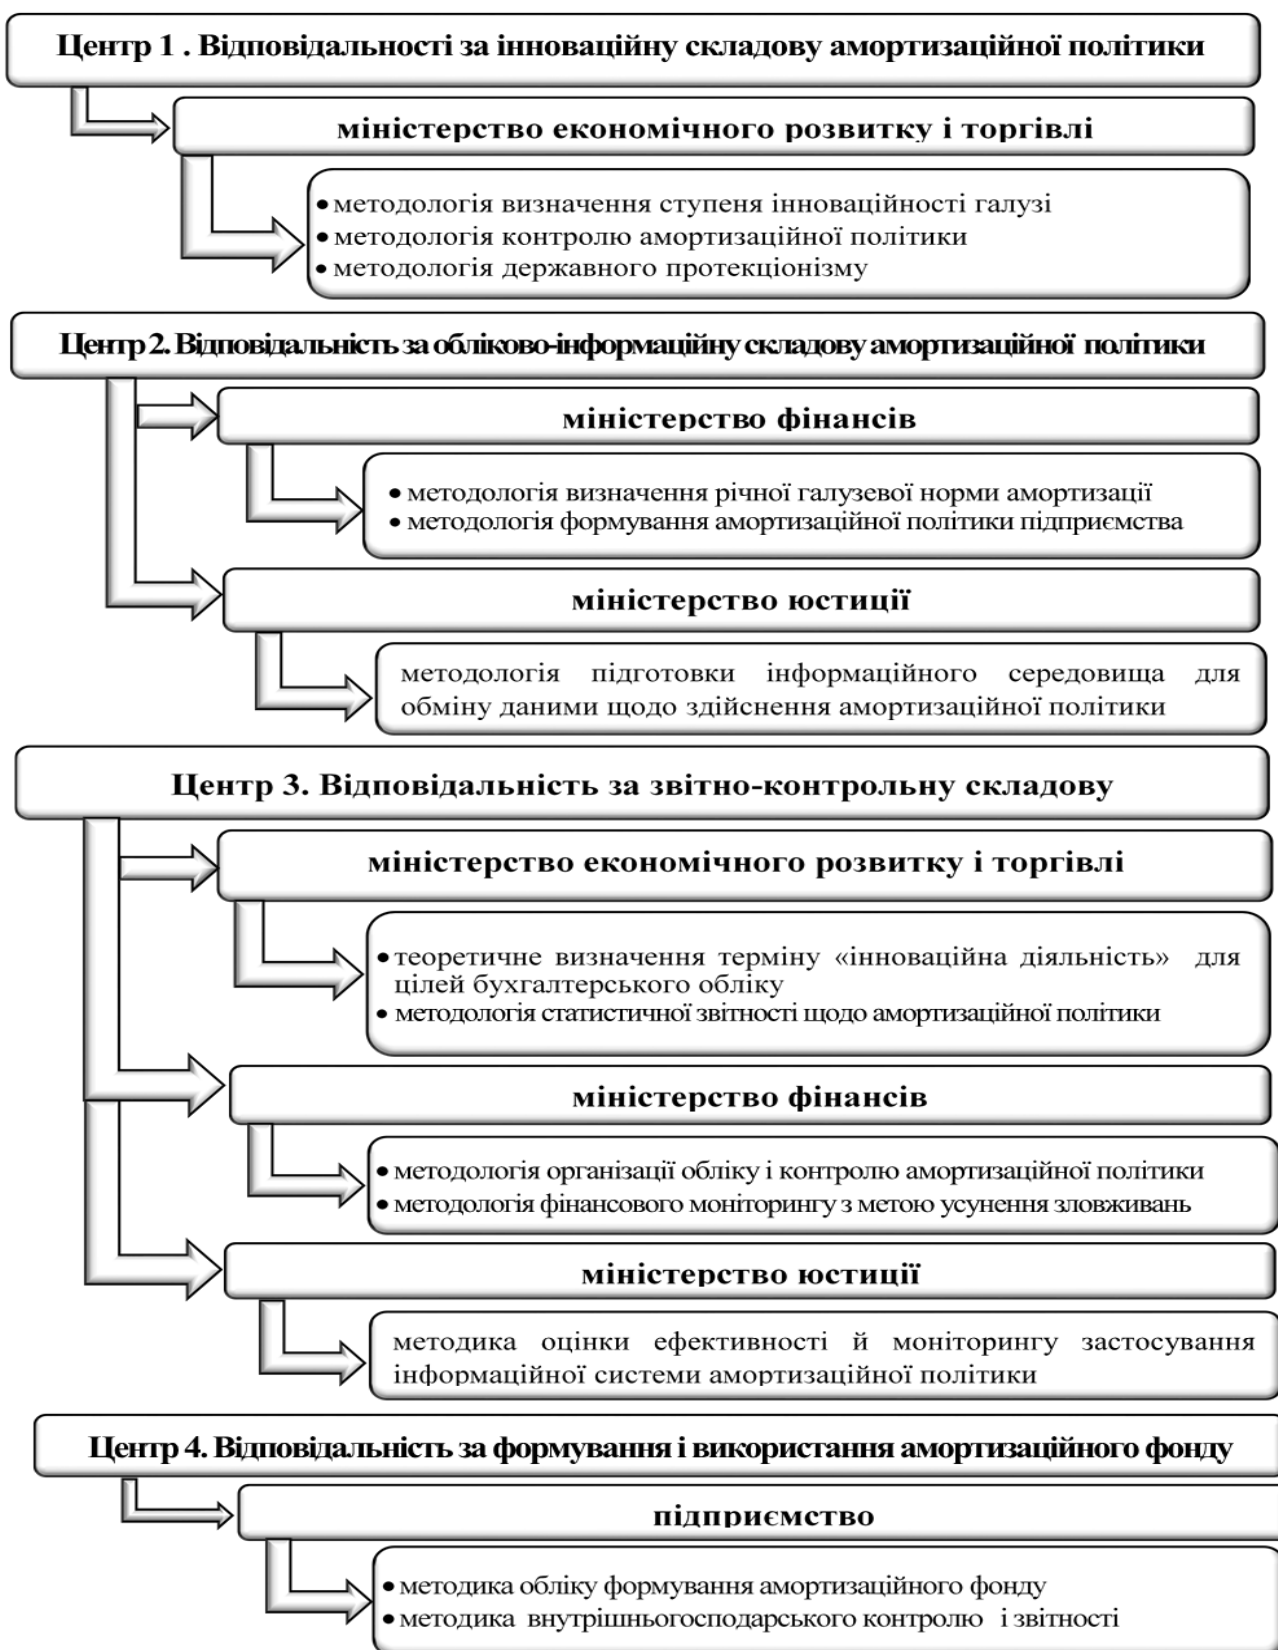 Центр 1 . Відповідальності за інноваційну складову амортизаційної політики
міністерство економічного розвитку і торгівлі
• методологія визначення ступеня інноваційності галузі
• методологія контролю амортизаційної політики
• методологія державного протекціонізму
Центр 2. Відповідальність за обліково-інформаційну складову амортизаційної політики
міністерство фінансів
• методологія визначення річної галузевої норми амортизації
• методологія формування амортизаційної політики підприємства
міністерство юстиції
методологія підготовки інформаційного середовища для
обміну даними щодо здійснення амортизаційної політики
Центр 3. Відповідальність за звітно-контрольну складову
міністерство економічного розвитку і торгівлі
• теоретичне визначення терміну «інноваційна діяльність» для
цілей бухгалтерського обліку
• методологія статистичної звітності щодо амортизаційної політики
міністерство фінансів
• методологія організації обліку і контролю амортизаційної політики
• методологія фінансового моніторингу з метою усунення зловживань
міністерство юстиції
методика оцінки ефективності й моніторингу застосування
інформаційної системи амортизаційної політики
Центр 4. Відповідальність за формування і використання амортизаційного фонду
підприємство
• методика обліку формування амортизаційного фонду
• методика внутрішньогосподарського контролю і звітності